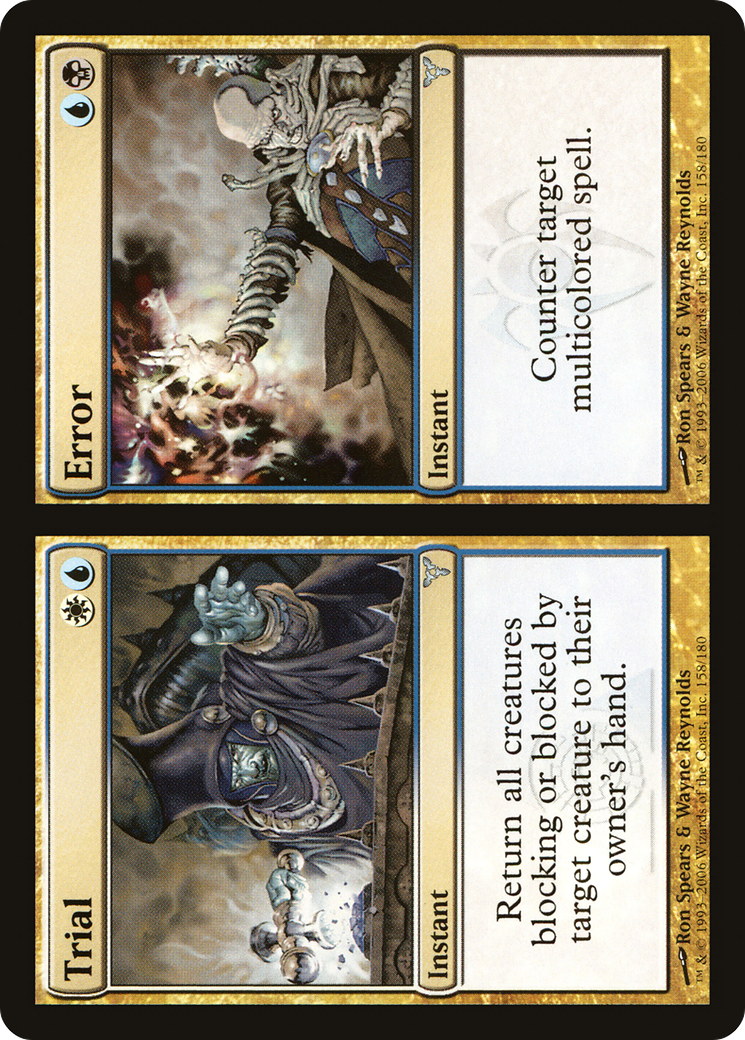 Trial
Instant
Return all creatures
blocking or blocked by
target creature to their
owner's hand.
Ron Spears & Wayne Reynolds
™ & © 1993–2006 Wizards of the Coast, Inc. 158/180
Error
Instant
Counter target
multicolored spell.
Ron Spears & Wayne Reynolds
™ & © 1993–2006 Wizards of the Coast, Inc. 158/180